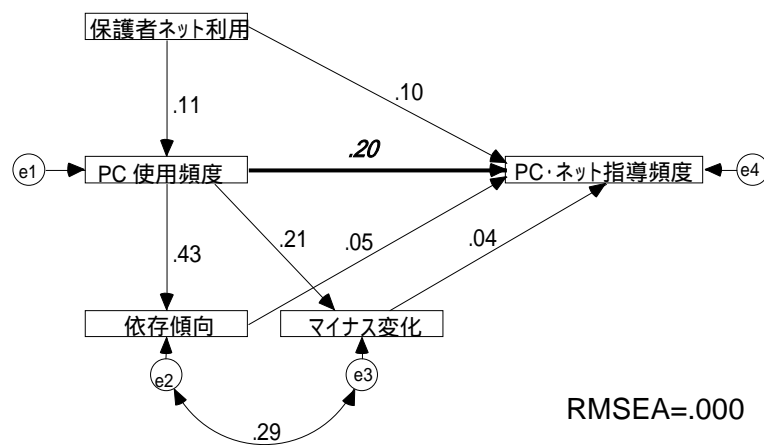 保護者ネット利用
.11
.10
e1
PC 使用頻度
.20
PC・ネット指導頻度
e4
.43
.21
.05
.04
依存傾向
マイナス変化
e2
e3
.29
RMSEA=.000